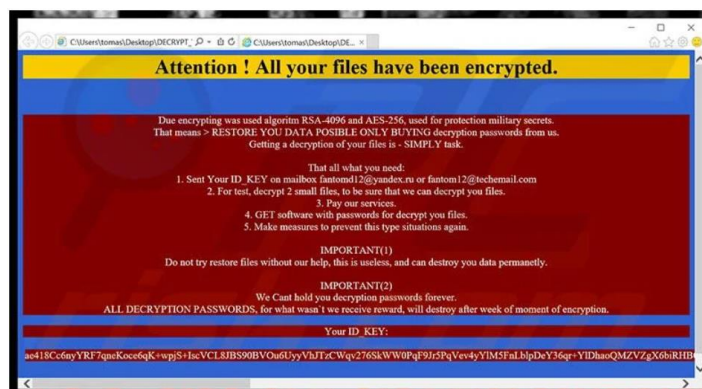 C:\Users\tomas\Desktop\DECRYPT_
C:\Users\tomas\Desktop\DE...
Attention ! All your files have been encrypted.
Due encrypting was used algoritm RSA-4096 and AES-256, used for protection military secrets.
That means > RESTORE YOU DATA POSIBLE ONLY BUYING decryption passwords from us.
Getting a decryption of your files is - SIMPLY task.
That all what you need:
1. Sent Your ID_KEY on mailbox fantomd12@yandex.ru or fantom12@techemail.com
2. For test, decrypt 2 small files, to be sure that we can decrypt you files.
3. Pay our services.
4. GET software with passwords for decrypt you files.
5. Make measures to prevent this type situations again.
IMPORTANT(1)
Do not try restore files without our help, this is useless, and can destroy you data permanetly.
IMPORTANT(2)
We Cant hold you decryption passwords forever.
ALL DECRYPTION PASSWORDS, for what wasn`t we receive reward, will destroy after week of moment of encryption.
Your ID_KEY:
ae418Cc6nyYRF7qneKoce6qK+wpjS+IscVCL8JBS90BVOu6UyyVhJTzCWqv276SkWW0PqF9Jr5PqVev4yYlM5FnLblpDeY36qr+YlDhaoQMZVZgX6biRHB